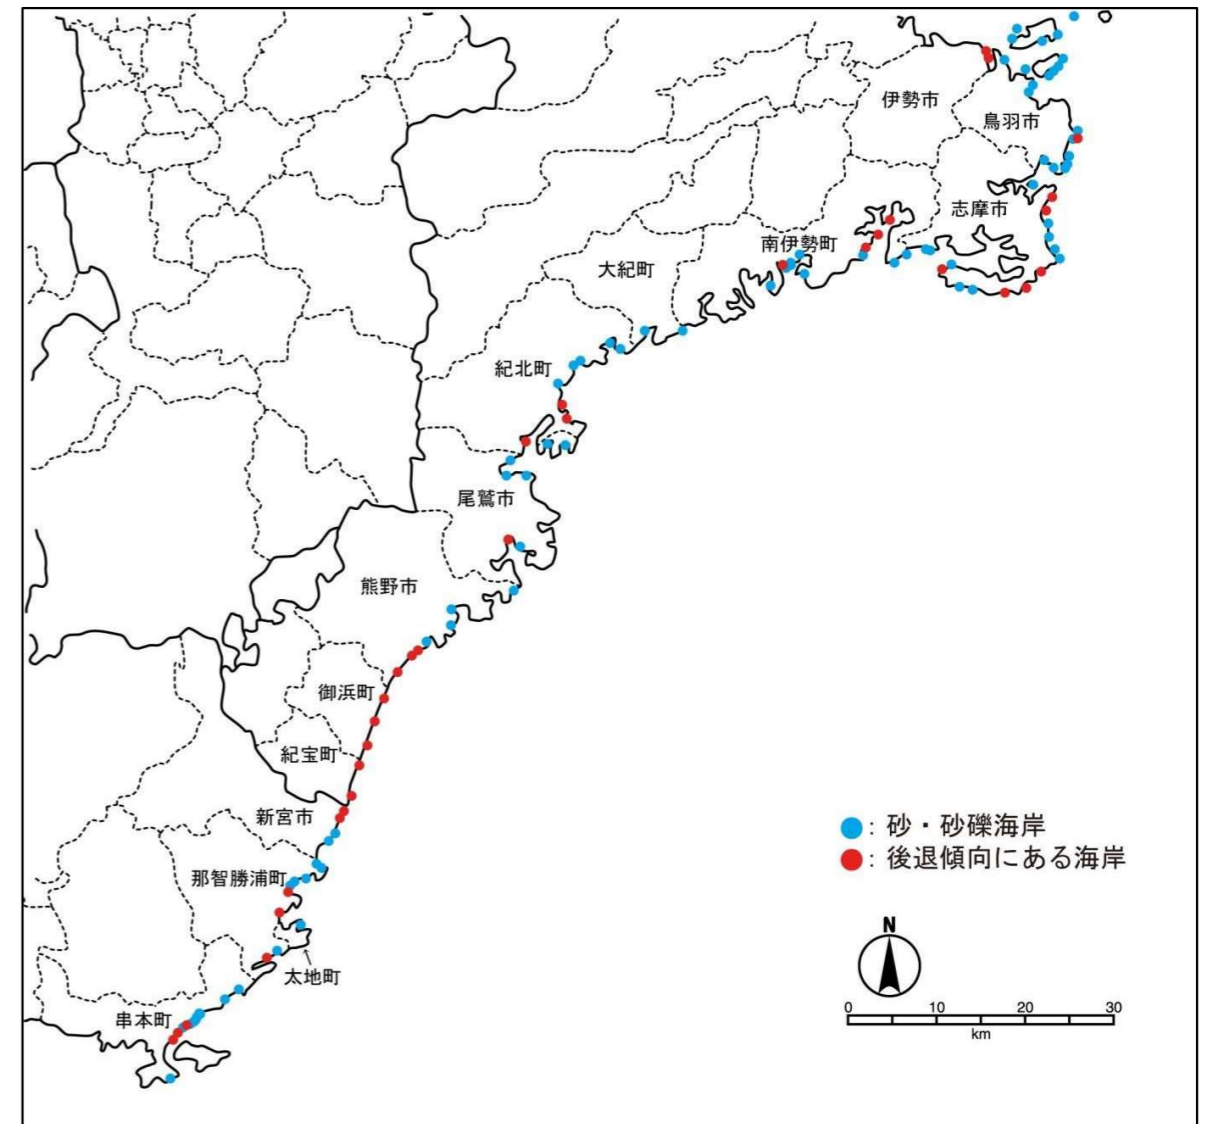 伊勢市
鳥羽市
志摩市
南伊勢町
大紀町
紀北町
尾鷲市
熊野市
御浜町
紀宝町
新宮市
那智勝浦町
太地町
串本町
: 砂・砂礫海岸
: 後退傾向にある海岸
N
0 10 20 30
km